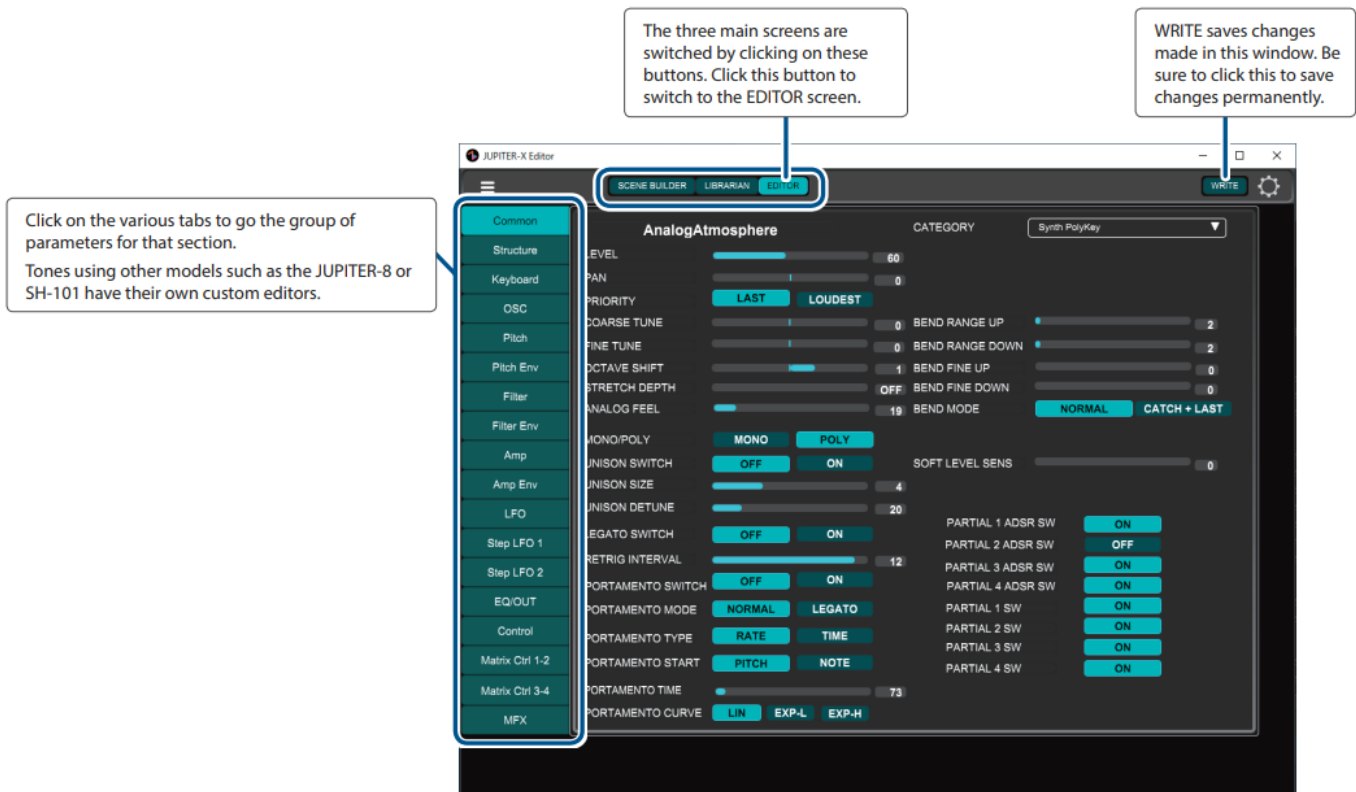 The three main screens are
switched by clicking on these
buttons. Click this button to
switch to the EDITOR screen.
WRITE saves changes
made in this window. Be
sure to click this to save
changes permanently.
Click on the various tabs to go the group of
parameters for that section.
Tones using other models such as the JUPITER-8 or
SH-101 have their own custom editors.
JUPITER-X Editor
SCENE BUILDER LIBRARIAN EDITOR WRITE
Common
Structure
Keyboard
OSC
Pitch
Pitch Env
Filter
Filter Env
Amp
Amp Env
LFO
Step LFO 1
Step LFO 2
EQ/OUT
Control
Matrix Ctrl 1-2
Matrix Ctrl 3-4
MFX
AnalogAtmosphere
CATEGORY Synth PolyKey
LEVEL 60
PAN 0
PRIORITY LAST LOUDEST
COARSE TUNE 0
FINE TUNE 0
OCTAVE SHIFT 1
STRETCH DEPTH OFF
ANALOG FEEL 19
MONO/POLY MONO POLY
UNISON SWITCH OFF ON
UNISON SIZE 4
UNISON DETUNE 20
LEGATO SWITCH OFF ON
RETRIG INTERVAL 12
PORTAMENTO SWITCH OFF ON
PORTAMENTO MODE NORMAL LEGATO
PORTAMENTO TYPE RATE TIME
PORTAMENTO START PITCH NOTE
PORTAMENTO TIME 73
PORTAMENTO CURVE LIN EXP-L EXP-H
BEND RANGE UP 2
BEND RANGE DOWN 2
BEND FINE UP 0
BEND FINE DOWN 0
BEND MODE NORMAL CATCH + LAST
SOFT LEVEL SENS 0
PARTIAL 1 ADSR SW ON
PARTIAL 2 ADSR SW OFF
PARTIAL 3 ADSR SW ON
PARTIAL 4 ADSR SW ON
PARTIAL 1 SW ON
PARTIAL 2 SW ON
PARTIAL 3 SW ON
PARTIAL 4 SW ON